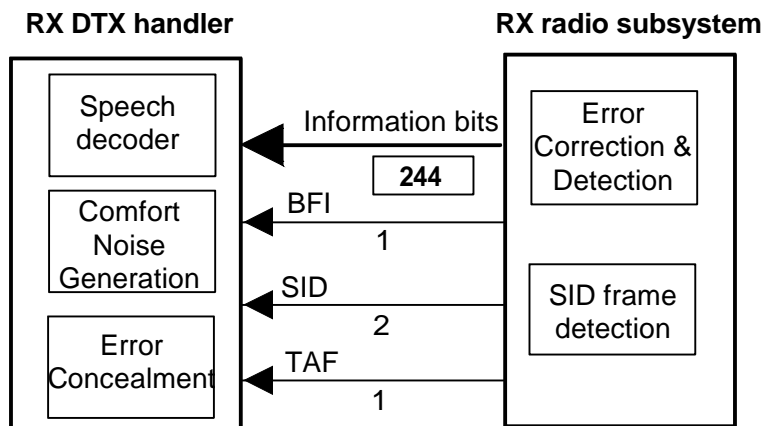 RX DTX handler
RX radio subsystem
Speech
decoder
Information bits
244
Error
Correction &
Detection
Comfort
Noise
Generation
BFI
1
SID
2
SID frame
detection
Error
Concealment
TAF
1